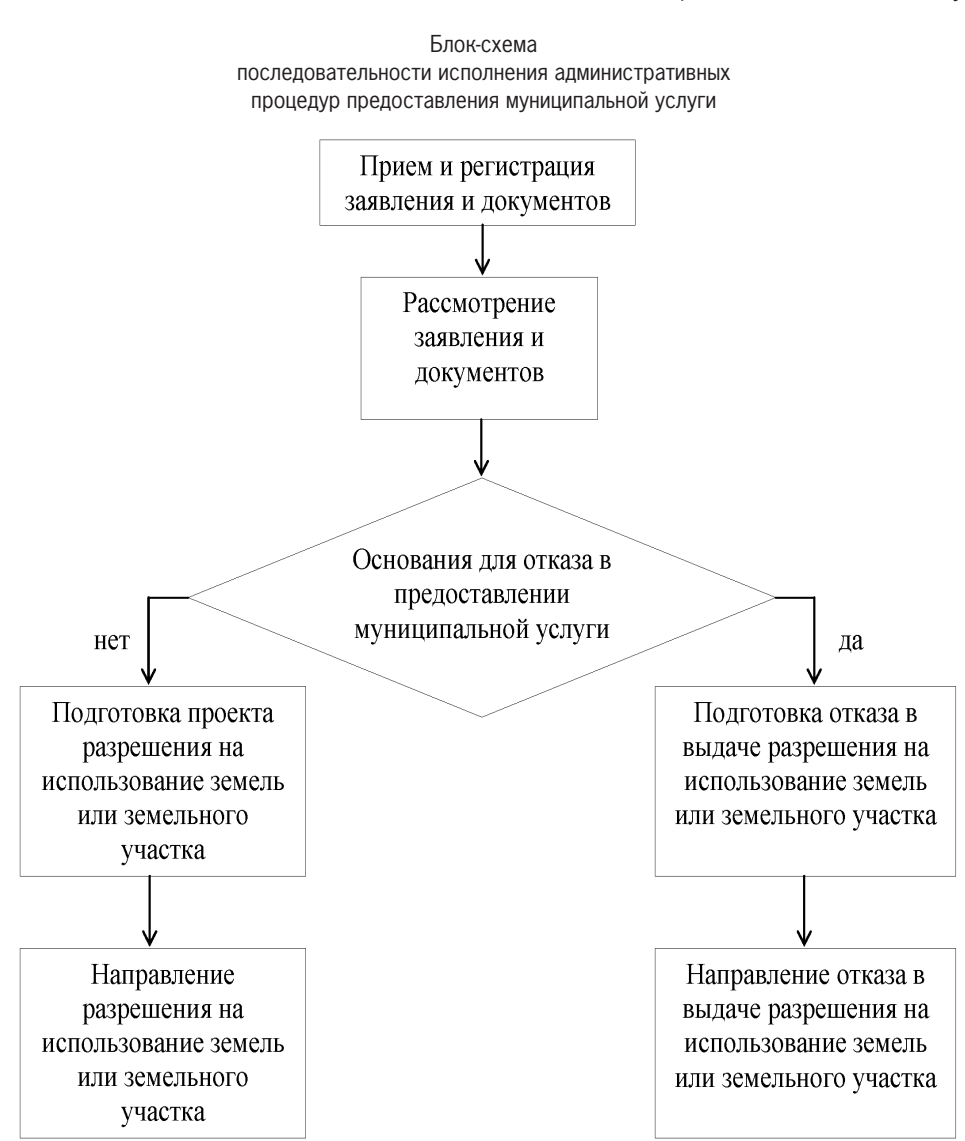 Блок-схема
последовательности исполнения административных
процедур предоставления муниципальной услуги
Прием и регистрация
заявления и документов
Рассмотрение
заявления и
документов
Основания для отказа в
предоставлении
муниципальной услуги
нет
да
Подготовка проекта
разрешения на
использование земель
или земельного
участка
Подготовка отказа в
выдаче разрешения на
использование земель
или земельного участка
Направление
разрешения на
использование земель
или земельного
участка
Направление отказа в
выдаче разрешения на
использование земель
или земельного участка